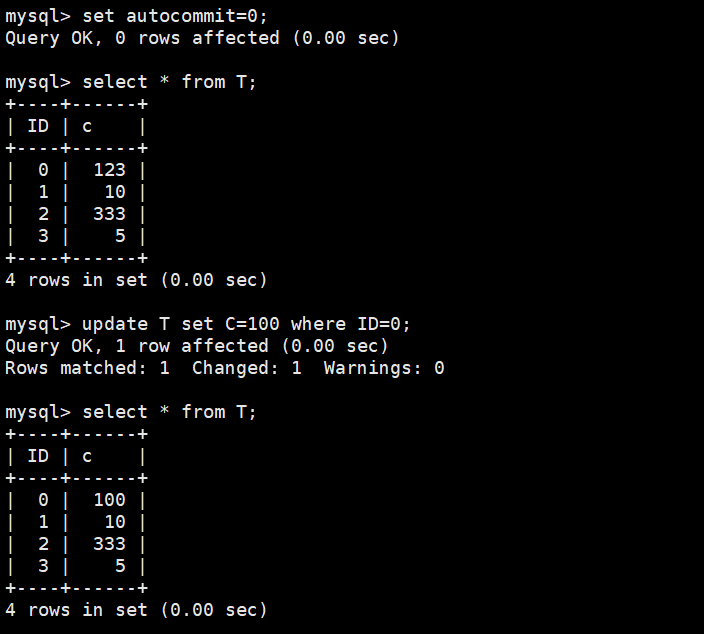 mysql> set autocommit=0;
Query OK, 0 rows affected (0.00 sec)

mysql> select * from T;
+----+------+
| ID | c    |
+----+------+
|  0 |  123 |
|  1 |   10 |
|  2 |  333 |
|  3 |    5 |
+----+------+
4 rows in set (0.00 sec)

mysql> update T set C=100 where ID=0;
Query OK, 1 row affected (0.00 sec)
Rows matched: 1  Changed: 1  Warnings: 0

mysql> select * from T;
+----+------+
| ID | c    |
+----+------+
|  0 |  100 |
|  1 |   10 |
|  2 |  333 |
|  3 |    5 |
+----+------+
4 rows in set (0.00 sec)